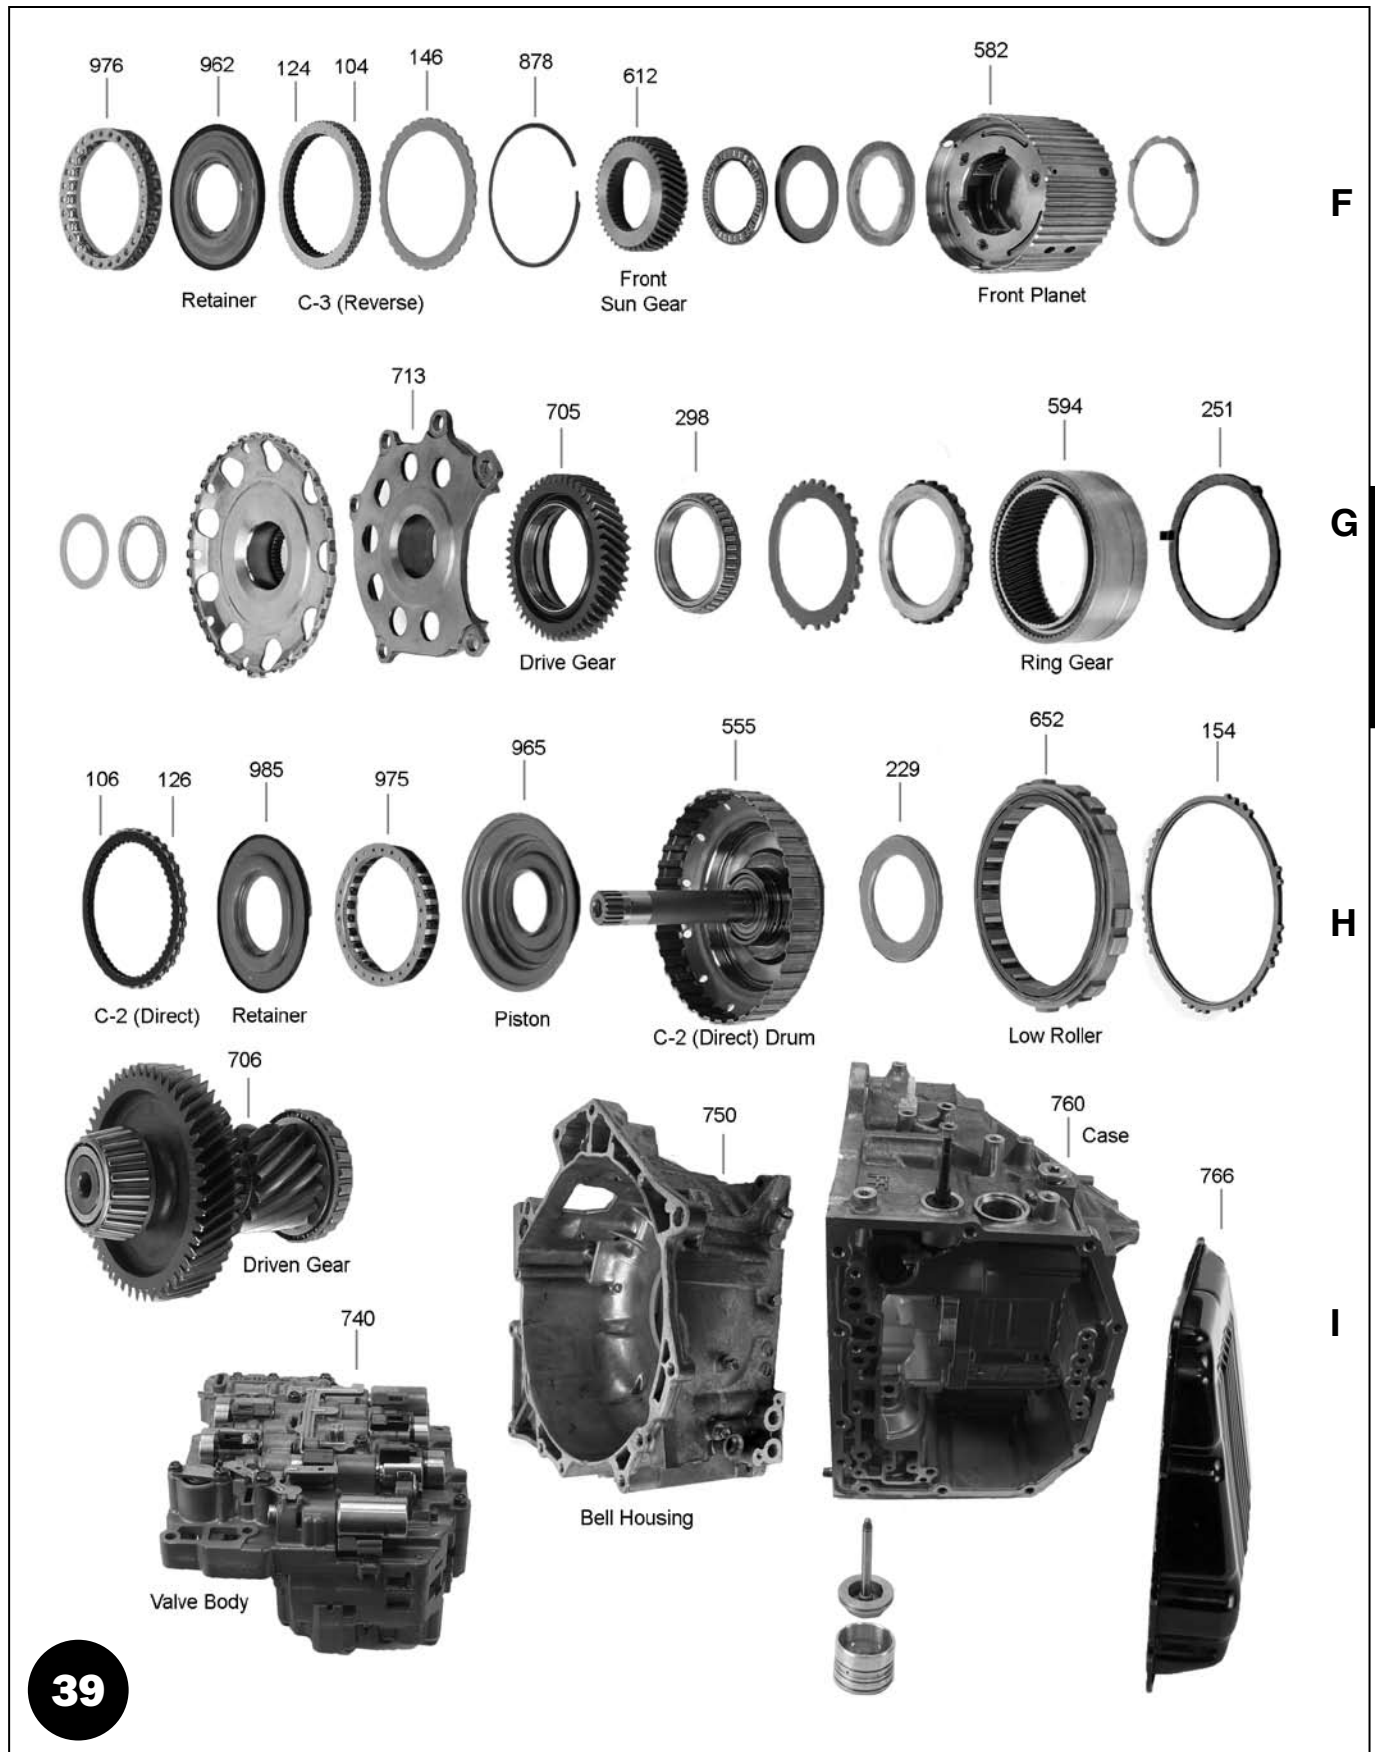 976 962 124 104 146 878 612 582
F
Retainer C-3 (Reverse) Front Sun Gear Front Planet
713 705 298 594 251
G
Drive Gear Ring Gear
106 126 985 975 965 555 229 652 154
H
C-2 (Direct) Retainer Piston C-2 (Direct) Drum Low Roller
706 750 760 Case 766
Driven Gear
740
I
Bell Housing
Valve Body
39